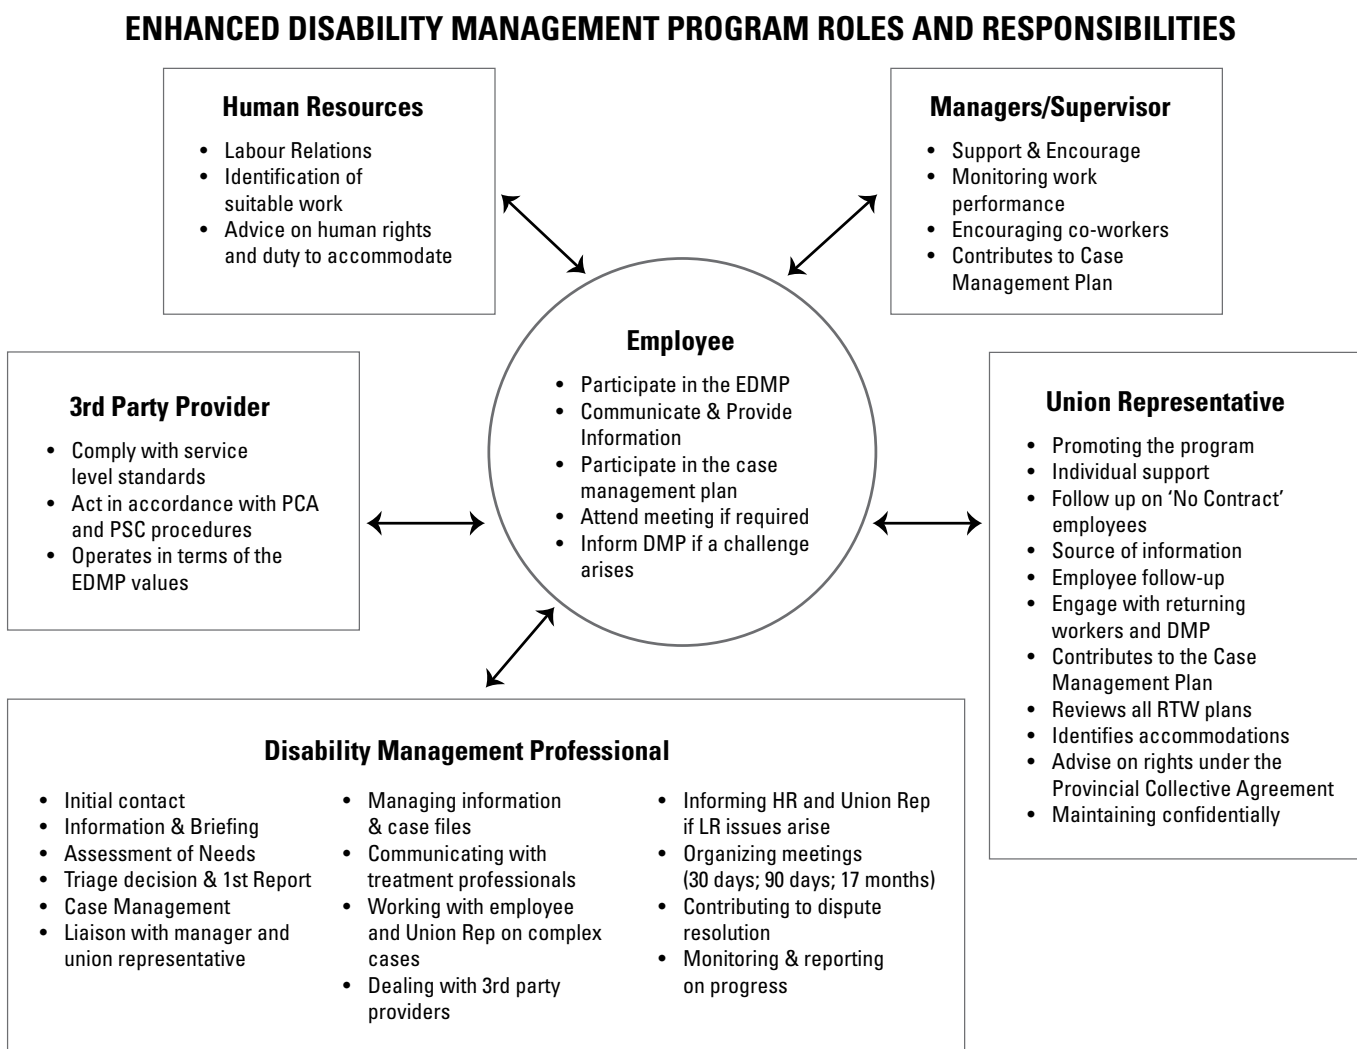 ENHANCED DISABILITY MANAGEMENT PROGRAM ROLES AND RESPONSIBILITIES
Human Resources
• Labour Relations
• Identification of
suitable work
• Advice on human rights
and duty to accommodate
Managers/Supervisor
• Support & Encourage
• Monitoring work
performance
• Encouraging co-workers
• Contributes to Case
Management Plan
Employee
• Participate in the EDMP
• Communicate & Provide
Information
• Participate in the case
management plan
• Attend meeting if required
• Inform DMP if a challenge
arises
3rd Party Provider
• Comply with service
level standards
• Act in accordance with PCA
and PSC procedures
• Operates in terms of the
EDMP values
Union Representative
• Promoting the program
• Individual support
• Follow up on ‘No Contract’
employees
• Source of information
• Employee follow-up
• Engage with returning
workers and DMP
• Contributes to the Case
Management Plan
• Reviews all RTW plans
• Identifies accommodations
• Advise on rights under the
Provincial Collective Agreement
• Maintaining confidentially
Disability Management Professional
• Initial contact
• Information & Briefing
• Assessment of Needs
• Triage decision & 1st Report
• Case Management
• Liaison with manager and
union representative
• Managing information
& case files
• Communicating with
treatment professionals
• Working with employee
and Union Rep on complex
cases
• Dealing with 3rd party
providers
• Informing HR and Union Rep
if LR issues arise
• Organizing meetings
(30 days; 90 days; 17 months)
• Contributing to dispute
resolution
• Monitoring & reporting
on progress